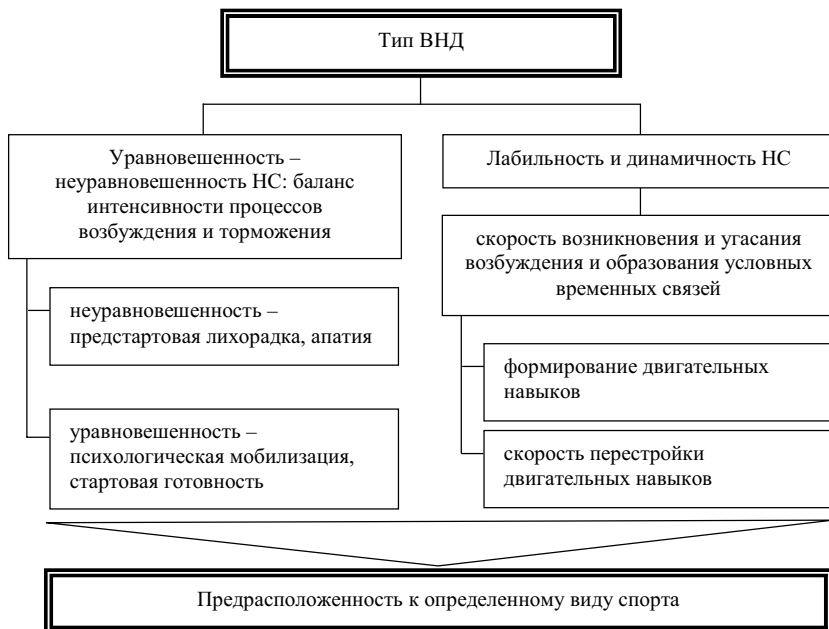 Тип ВНД
Уравновешенность –
неуравновешенность НС: баланс
интенсивности процессов
возбуждения и торможения
неуравновешенность –
предстартовая лихорадка, апатия
уравновешенность –
психологическая мобилизация,
стартовая готовность
Лабильность и динамичность НС
скорость возникновения и угасания
возбуждения и образования условных
временных связей
формирование двигательных
навыков
скорость перестройки
двигательных навыков
Предрасположенность к определенному виду спорта